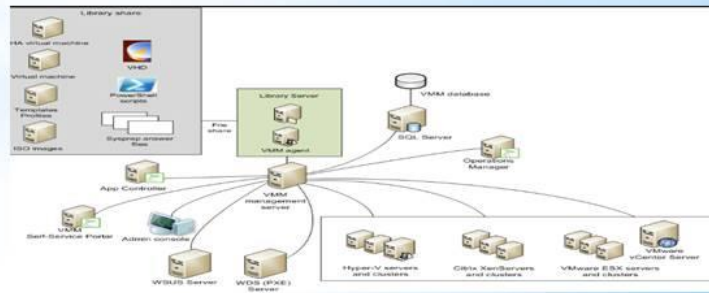 Library share
HA virtual machine
VHD
Virtual machine
PowerShell
scripts
Templates
Profiles
Sysprep answer
files
ISO images
File
share
Library Server
VMM agent
VMM database
SQL Server
Operations
Manager
App Controller
VMM
management
server
VMM
Self-Service Portal
Admin console
WSUS Server
WDS (PXE)
Server
Hyper-V servers
and clusters
Citrix XenServers
and clusters
VMware ESX servers
and clusters
VMware
vCenter Server